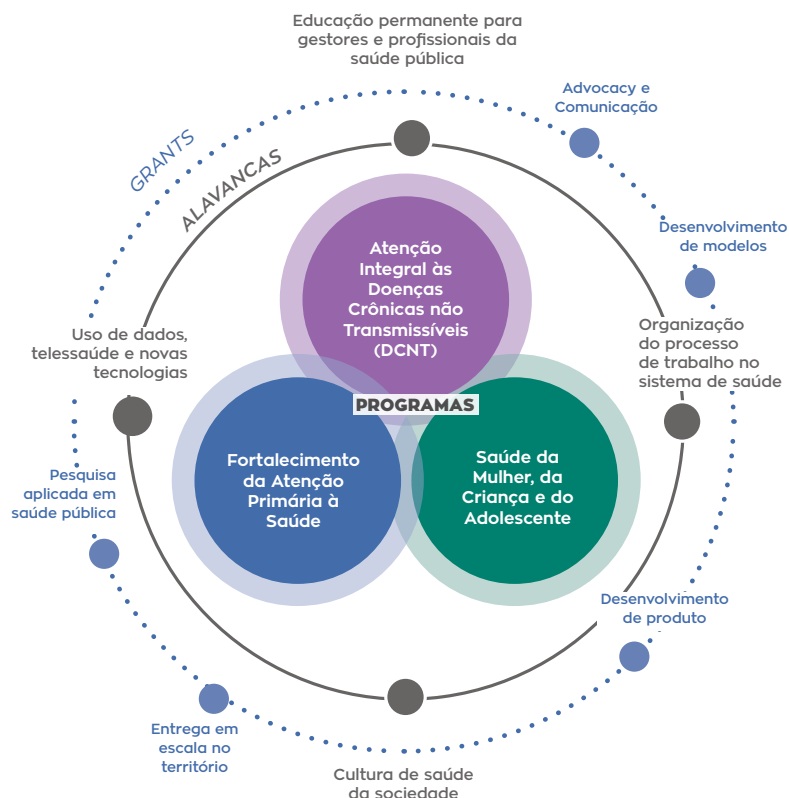 Educação permanente para
gestores e profissionais da
saúde pública
Advocacy e
Comunicação
GRANTS
ALAVANCAS
Desenvolvimento
de modelos
Atenção
Integral às
Doenças
Crônicas não
Transmissíveis
(DCNT)
Uso de dados,
telessaúde e novas
tecnologias
Organização
do processo
de trabalho no
sistema de saúde
PROGRAMAS
Fortalecimento
da Atenção
Primária à
Saúde
Saúde da
Mulher, da
Criança e do
Adolescente
Pesquisa
aplicada em
saúde pública
Desenvolvimento
de produto
Entrega em
escala no
território
Cultura de saúde
da sociedade